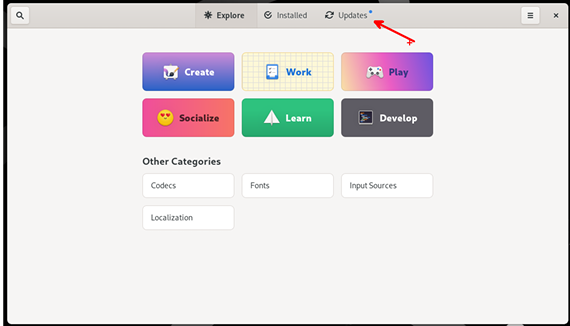 Explore Installed Updates
Create Work Play
Socialize Learn Develop
Other Categories
Codecs Fonts Input Sources
Localization